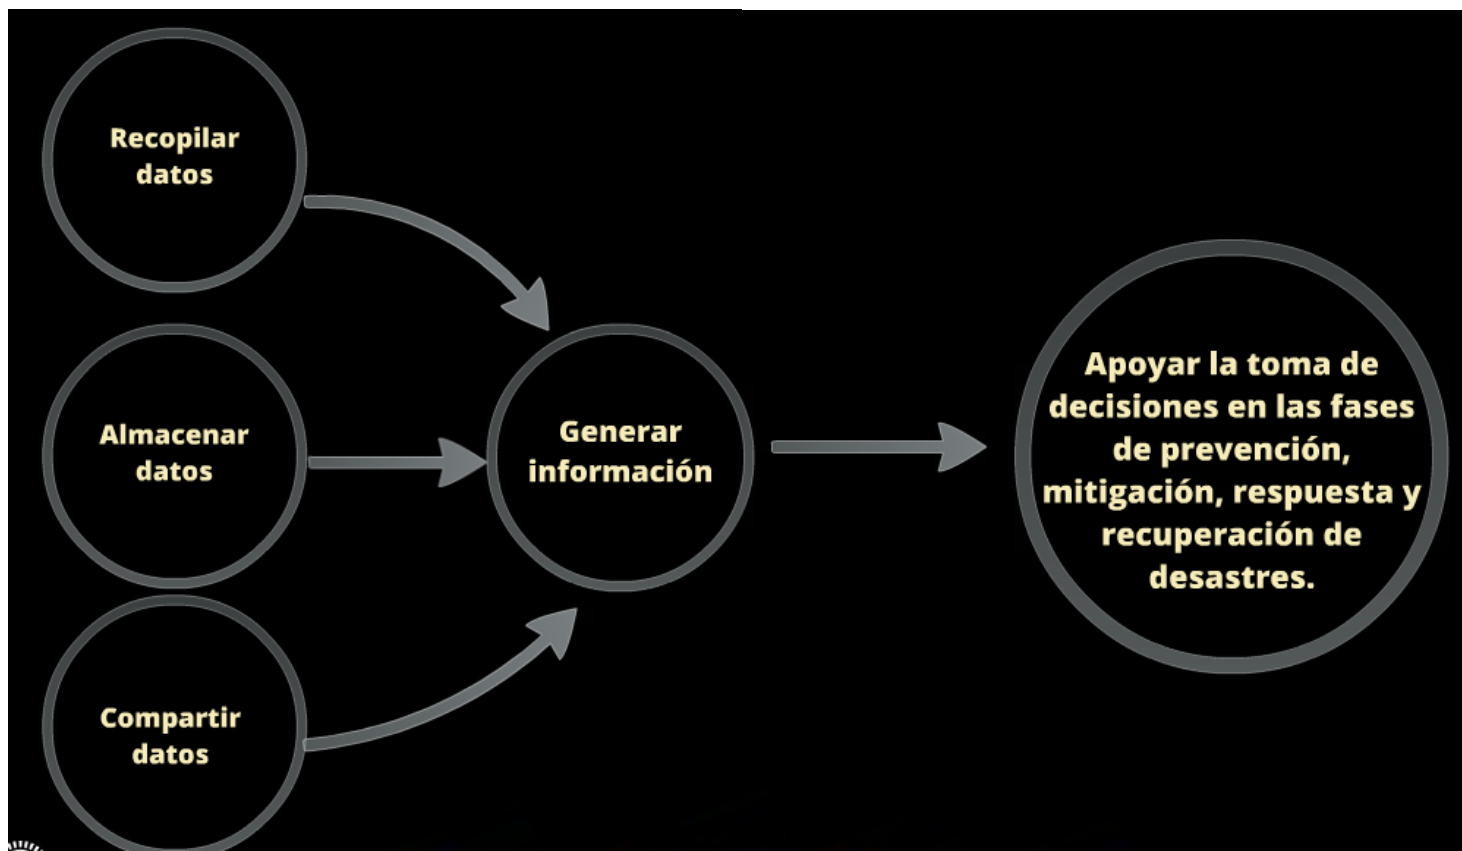 Recopilar
datos
Almacenar
datos
Compartir
datos
Generar
información
Apoyar la toma de
decisiones en las fases
de prevención,
mitigación, respuesta y
recuperación de
desastres.